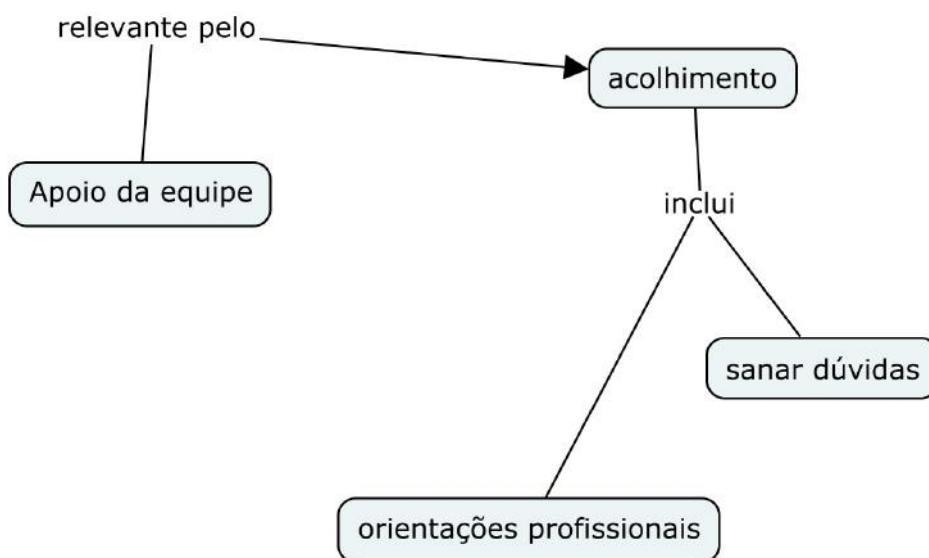 relevante pelo
acolhimento
Apoio da equipe
inclui
sanar dúvidas
orientações profissionais